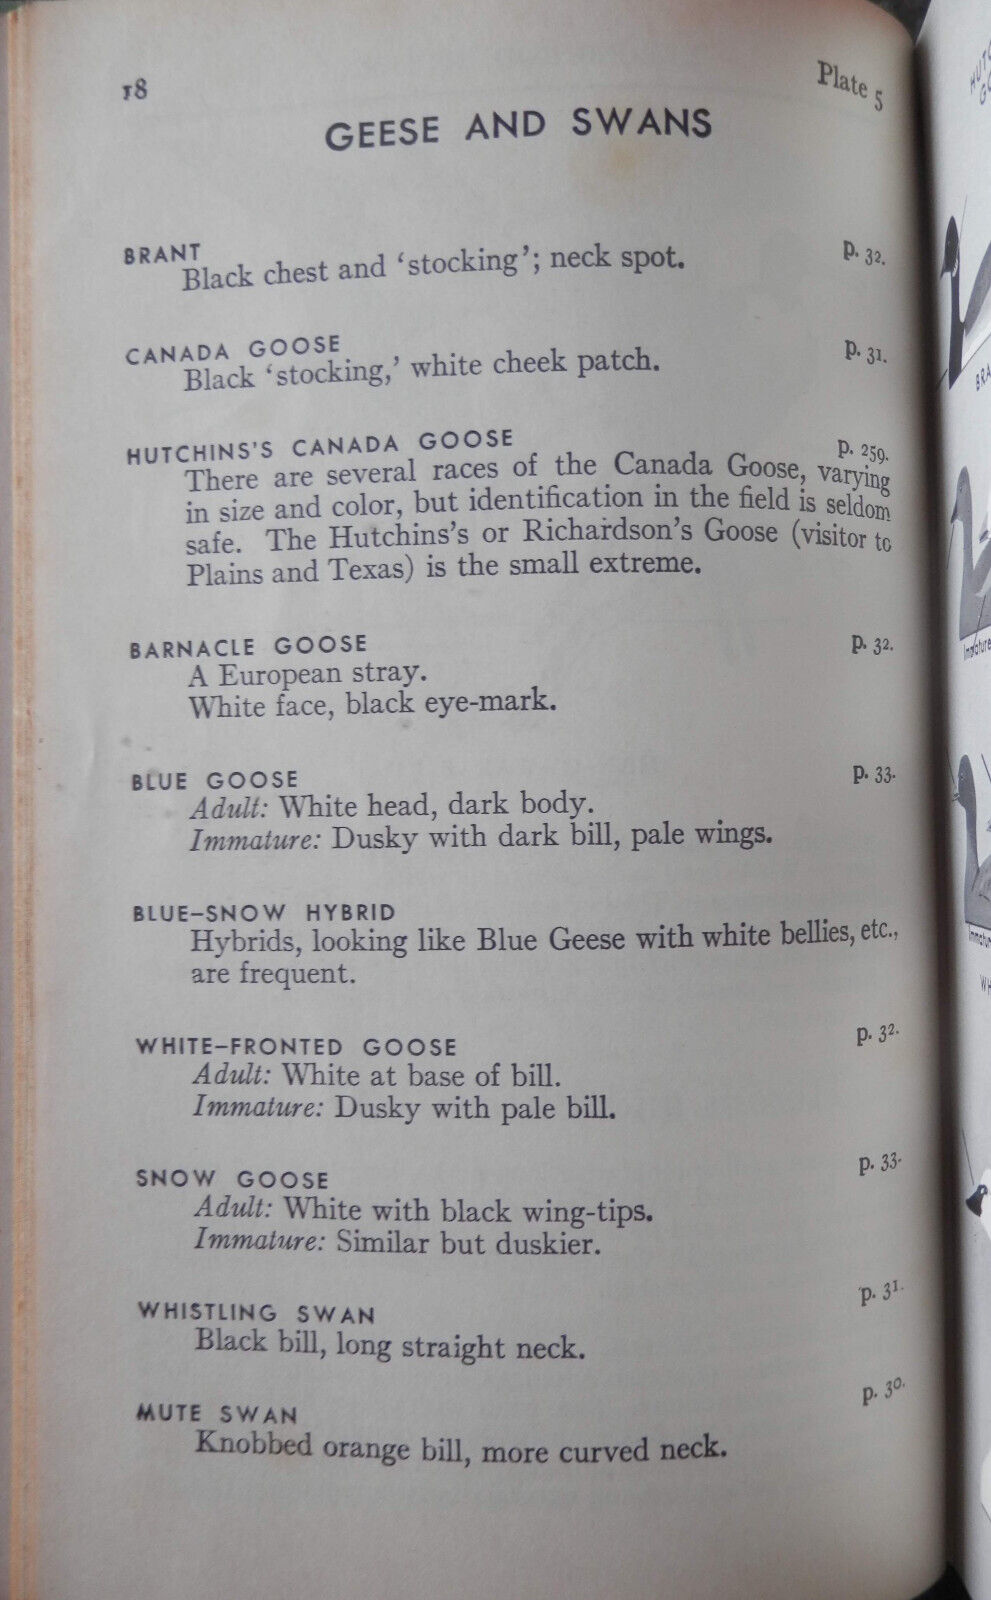 18
Plate 5
GEESE AND SWANS
BRANT p. 32.
Black chest and ‘stocking’; neck spot.
CANADA GOOSE p. 31.
Black ‘stocking,’ white cheek patch.
HUTCHINS'S CANADA GOOSE p. 259.
There are several races of the Canada Goose, varying
in size and color, but identification in the field is seldom
safe. The Hutchins's or Richardson's Goose (visitor to
Plains and Texas) is the small extreme.
BARNACLE GOOSE p. 32.
A European stray.
White face, black eye-mark.
BLUE GOOSE p. 33.
Adult: White head, dark body.
Immature: Dusky with dark bill, pale wings.
BLUE–SNOW HYBRID
Hybrids, looking like Blue Geese with white bellies, etc.,
are frequent.
WHITE–FRONTED GOOSE p. 32.
Adult: White at base of bill.
Immature: Dusky with pale bill.
SNOW GOOSE p. 33.
Adult: White with black wing-tips.
Immature: Similar but duskier.
WHISTLING SWAN p. 31.
Black bill, long straight neck.
MUTE SWAN p. 30.
Knobbed orange bill, more curved neck.
Immature